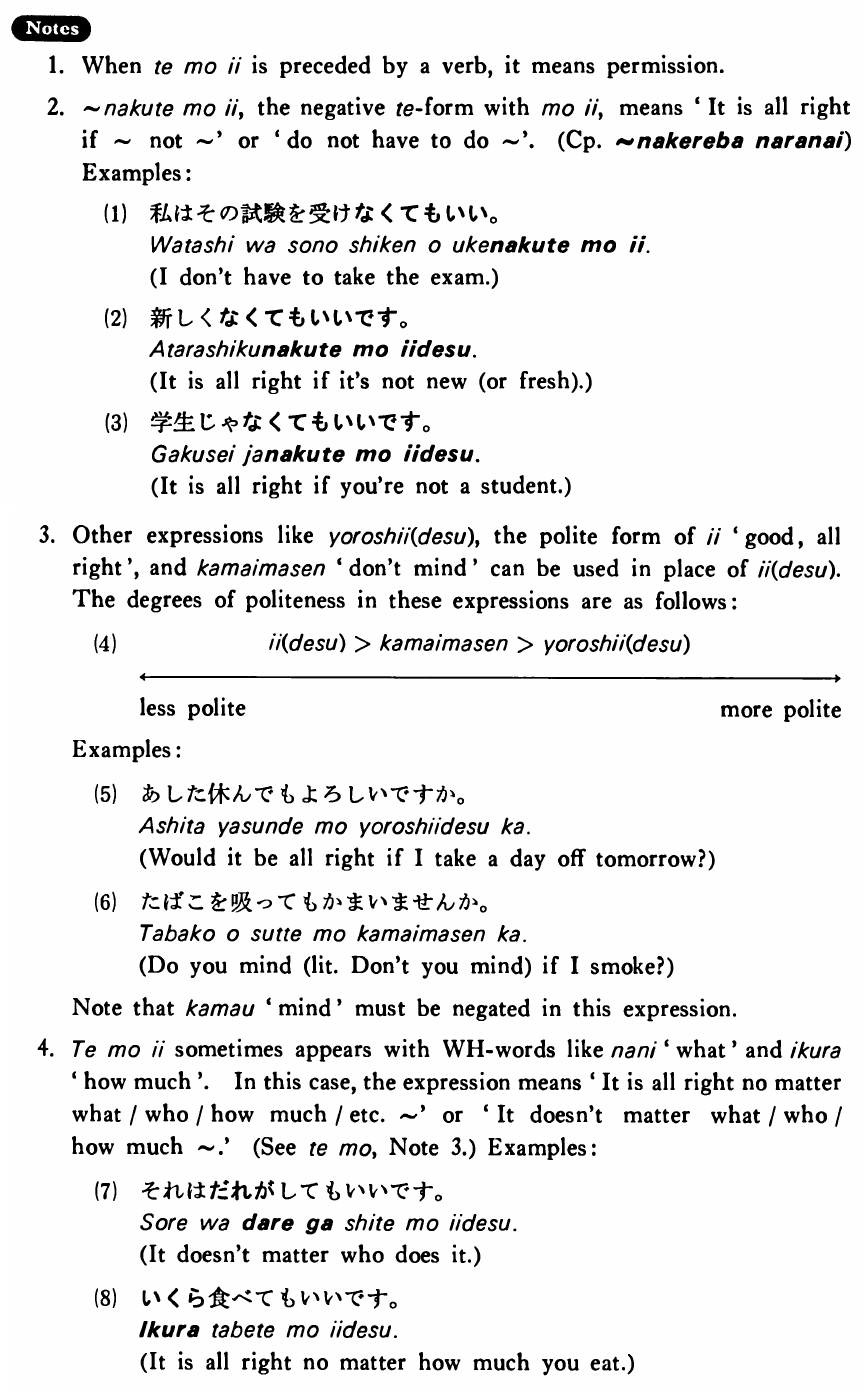 Notes
1. When te mo ii is preceded by a verb, it means permission.
2. ~nakute mo ii, the negative te-form with mo ii, means ‘It is all right
if ~ not ~’ or ‘do not have to do ~’. (Cp. ~nakereba naranai)
Examples:
(1) 私はその試験を受けなくてもいい。
Watashi wa sono shiken o ukenakute mo ii.
(I don't have to take the exam.)
(2) 新しくなくてもいいです。
Atarashikunakute mo iidesu.
(It is all right if it's not new (or fresh).)
(3) 学生じゃなくてもいいです。
Gakusei janakute mo iidesu.
(It is all right if you're not a student.)
3. Other expressions like yoroshii(desu), the polite form of ii ‘good, all
right’, and kamaimasen ‘don't mind’ can be used in place of ii(desu).
The degrees of politeness in these expressions are as follows:
(4) ii(desu) > kamaimasen > yoroshii(desu)
less polite more polite
Examples:
(5) あした休んでもよろしいですか。
Ashita yasunde mo yoroshiidesu ka.
(Would it be all right if I take a day off tomorrow?)
(6) たばこを吸ってもかまいませんか。
Tabako o sutte mo kamaimasen ka.
(Do you mind (lit. Don't you mind) if I smoke?)
Note that kamau ‘mind’ must be negated in this expression.
4. Te mo ii sometimes appears with WH-words like nani ‘what’ and ikura
‘how much’. In this case, the expression means ‘It is all right no matter
what / who / how much / etc. ~’ or ‘It doesn't matter what / who /
how much ~.’ (See te mo, Note 3.) Examples:
(7) それはだれがしてもいいです。
Sore wa dare ga shite mo iidesu.
(It doesn't matter who does it.)
(8) いくら食べてもいいです。
Ikura tabete mo iidesu.
(It is all right no matter how much you eat.)